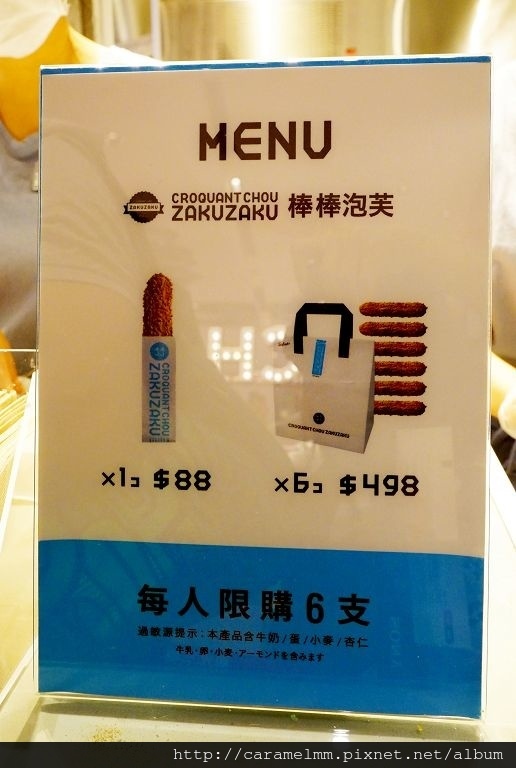 MENU
ZAKUZAKU
CROQUANT CHOU
ZAKUZAKU 棒棒泡芙
CROQUANT CHOU
ZAKUZAKU
CROQUANT CHOU ZAKUZAKU
×1コ $88
×6コ $498
每人限購6支
過敏源提示：本產品含牛奶/蛋/小麥/杏仁
牛乳・卵・小麦・アーモンドを含みます
http://caramelmm.pixnet.net/album